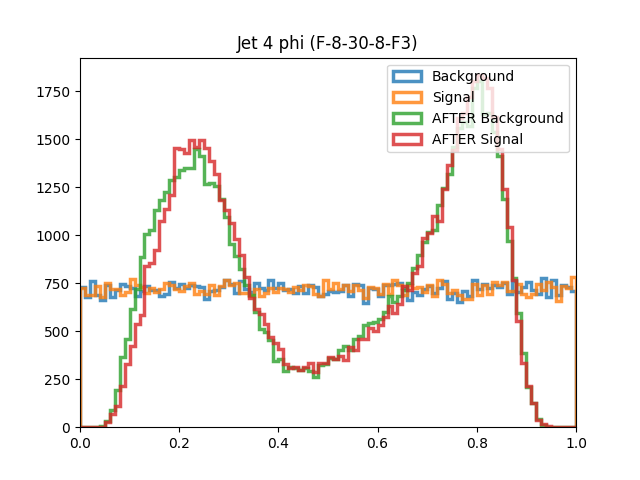 Jet 4 phi (F-8-30-8-F3)
Background
Signal
AFTER Background
AFTER Signal
1750
1500
1250
1000
750
500
250
0
0.0 0.2 0.4 0.6 0.8 1.0